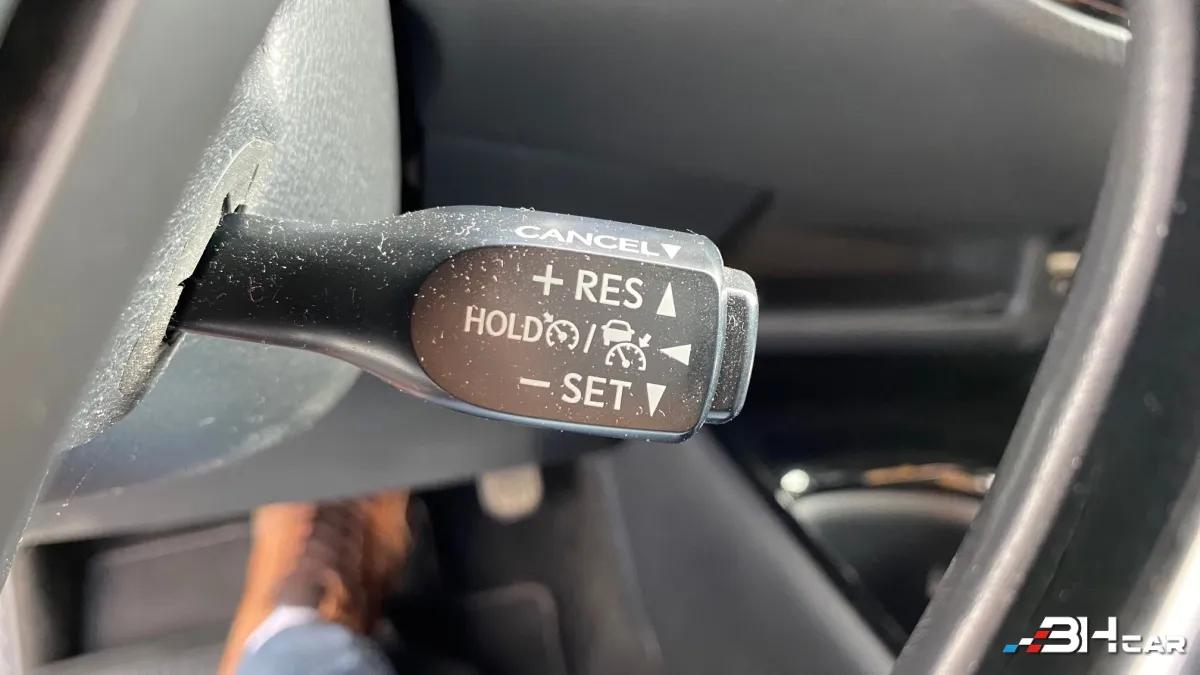 CANCEL▼
+ RES ▲
HOLD / ◀
− SET ▼
BHCAR